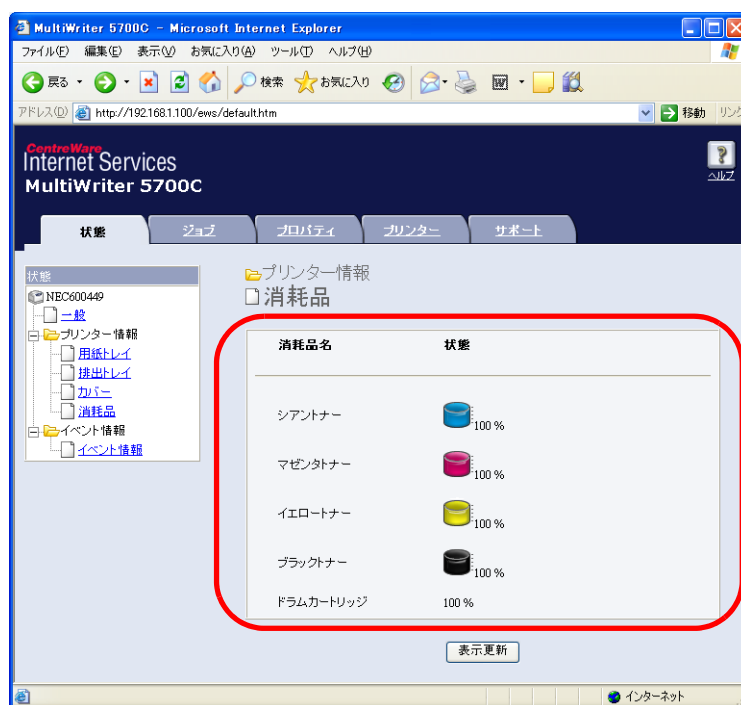 MultiWriter 5700C - Microsoft Internet Explorer
ファイル(F) 編集(E) 表示(V) お気に入り(A) ツール(T) ヘルプ(H)
戻る 検索 お気に入り
アドレス(D) http://192.168.1.100/ews/default.htm 移動 リンク
CentreWare
Internet Services
MultiWriter 5700C
ヘルプ
状態 ジョブ プロパティ プリンター サポート
状態
NEC600449
一般
プリンター情報
用紙トレイ
排出トレイ
カバー
消耗品
イベント情報
イベント情報
プリンター情報
消耗品
消耗品名 状態
シアントナー 100 %
マゼンタトナー 100 %
イエロートナー 100 %
ブラックトナー 100 %
ドラムカートリッジ 100 %
表示更新
インターネット